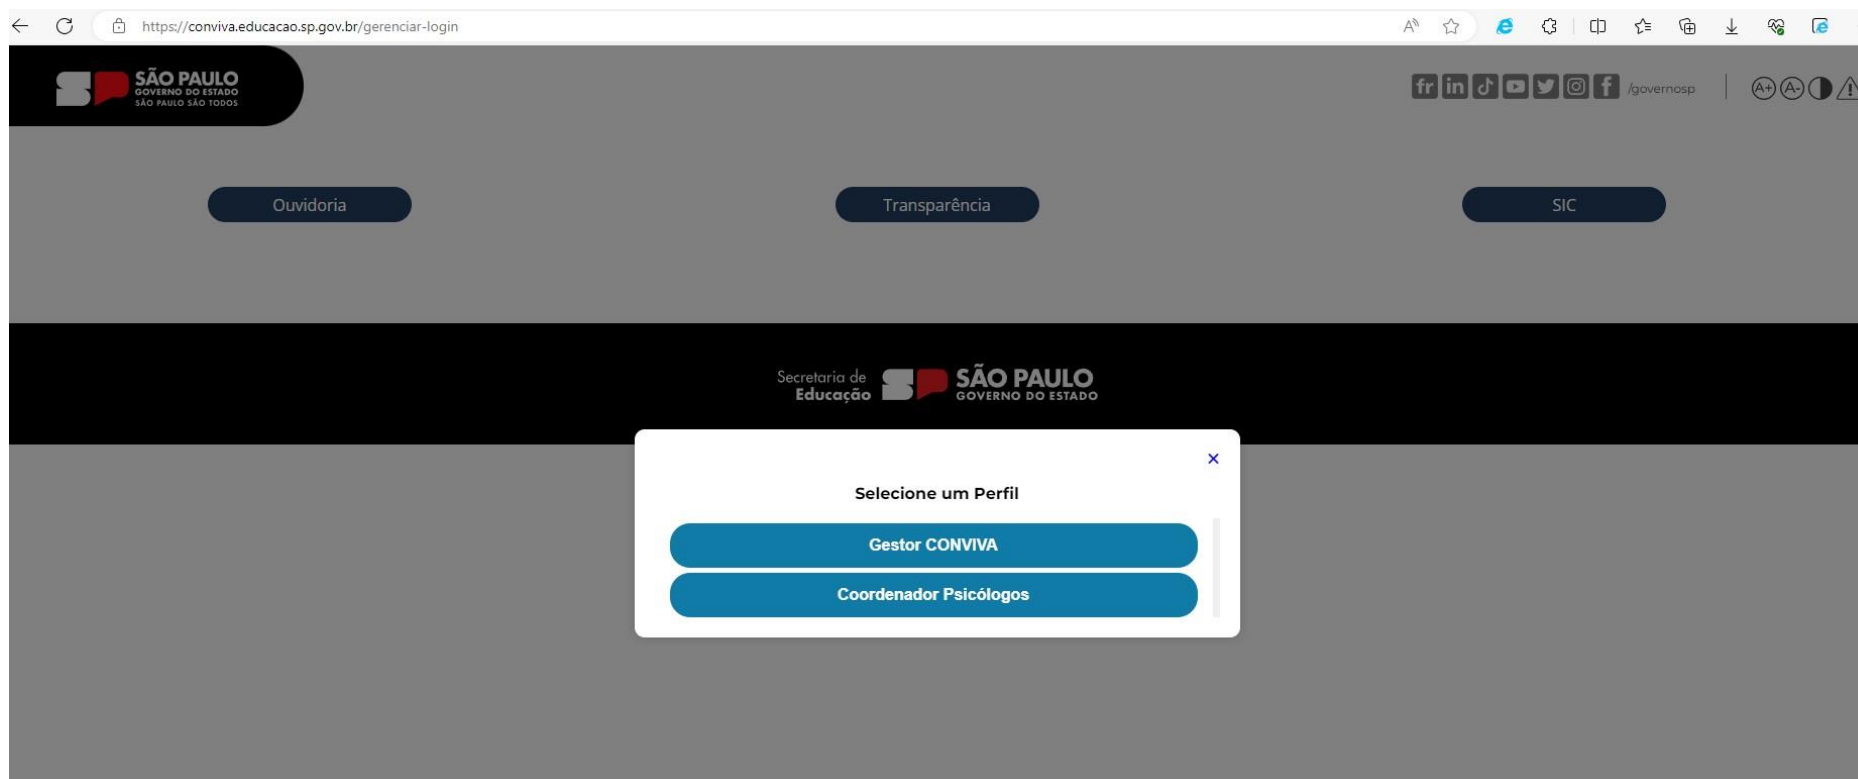 https://conviva.educacao.sp.gov.br/gerenciar-login
SÃO PAULO
GOVERNO DO ESTADO
SÃO PAULO SÃO TODOS
/governosp
A+ A-
Ouvidoria
Transparência
SIC
Secretaria de
Educação
SÃO PAULO
GOVERNO DO ESTADO
×
Selecione um Perfil
Gestor CONVIVA
Coordenador Psicólogos